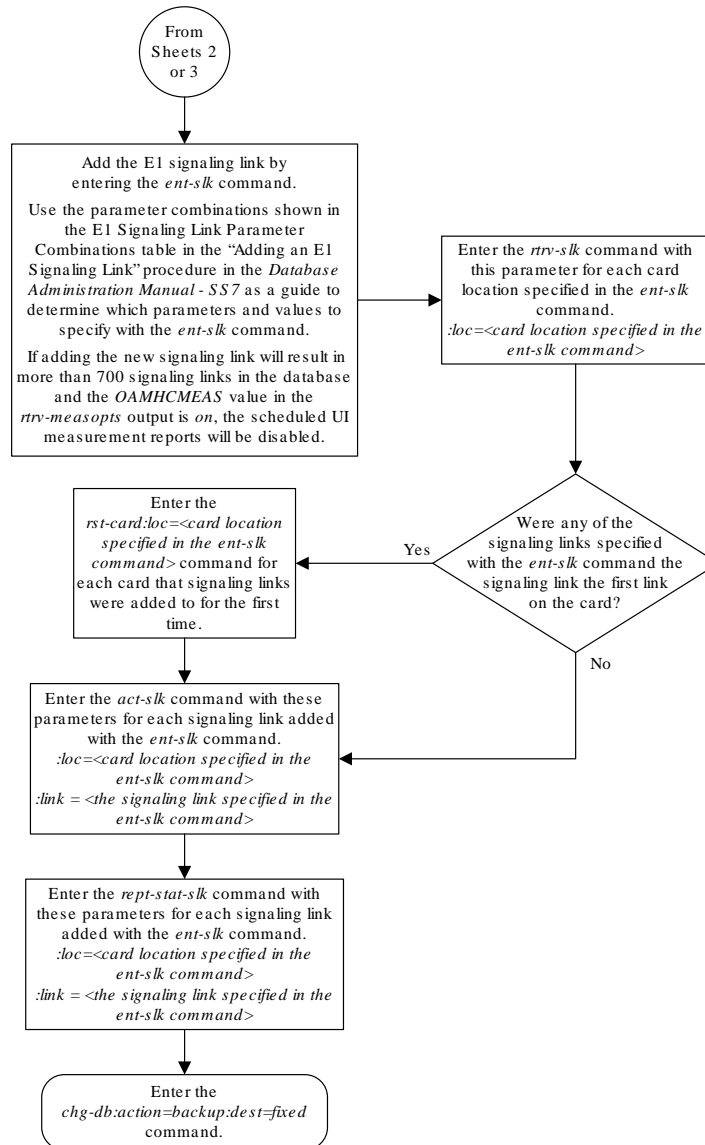 From
Sheets 2
or 3
Add the E1 signaling link by
entering the ent-slk command.
Use the parameter combinations shown in
the E1 Signaling Link Parameter
Combinations table in the “Adding an E1
Signaling Link” procedure in the Database
Administration Manual - SS7 as a guide to
determine which parameters and values to
specify with the ent-slk command.
If adding the new signaling link will result in
more than 700 signaling links in the database
and the OAMHCMEAS value in the
rtrv-measopts output is on, the scheduled UI
measurement reports will be disabled.
Enter the rtrv-slk command with
this parameter for each card
location specified in the ent-slk
command.
:loc=<card location specified in the
ent-slk command>
Were any of the
signaling links specified
with the ent-slk command the
signaling link the first link
on the card?
Yes
No
Enter the
rst-card:loc=<card location
specified in the ent-slk
command> command for
each card that signaling links
were added to for the first
time.
Enter the act-slk command with these
parameters for each signaling link added
with the ent-slk command.
:loc=<card location specified in the
ent-slk command>
:link = <the signaling link specified in the
ent-slk command>
Enter the rept-stat-slk command with
these parameters for each signaling link
added with the ent-slk command.
:loc=<card location specified in the
ent-slk command>
:link = <the signaling link specified in the
ent-slk command>
Enter the
chg-db:action=backup:dest=fixed
command.